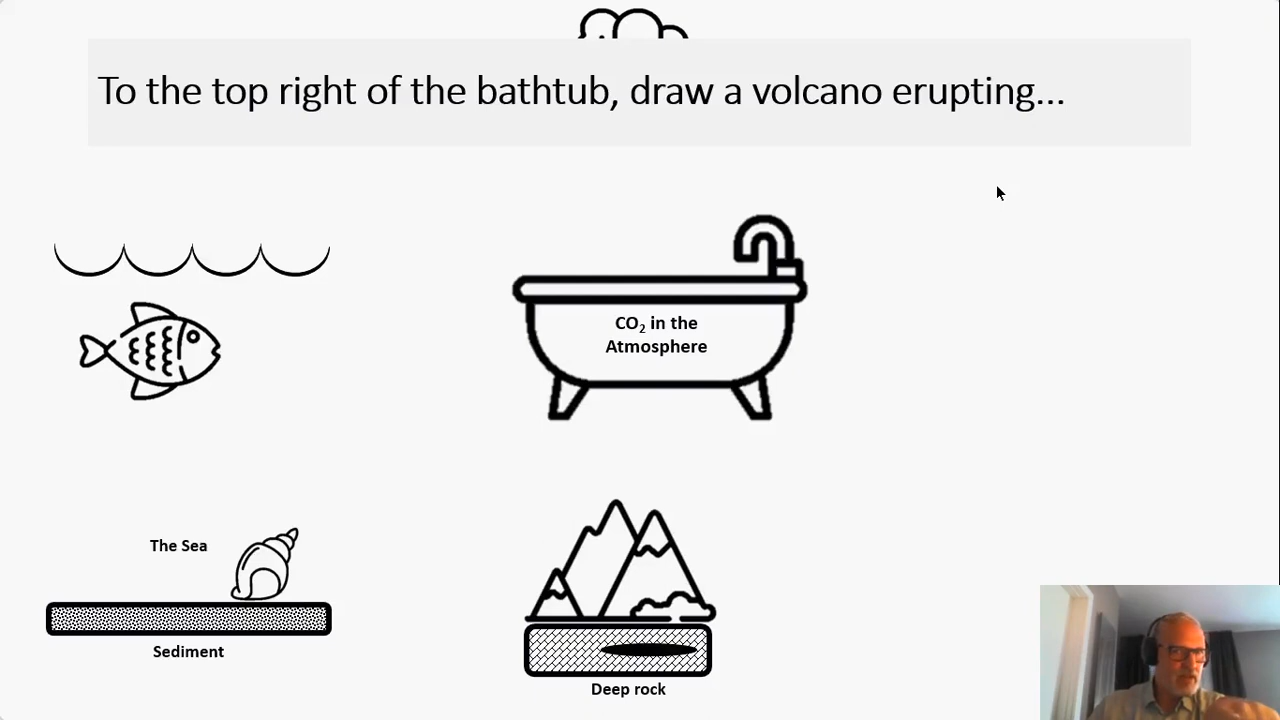 To the top right of the bathtub, draw a volcano erupting...
CO₂ in the
Atmosphere
The Sea
Sediment
Deep rock